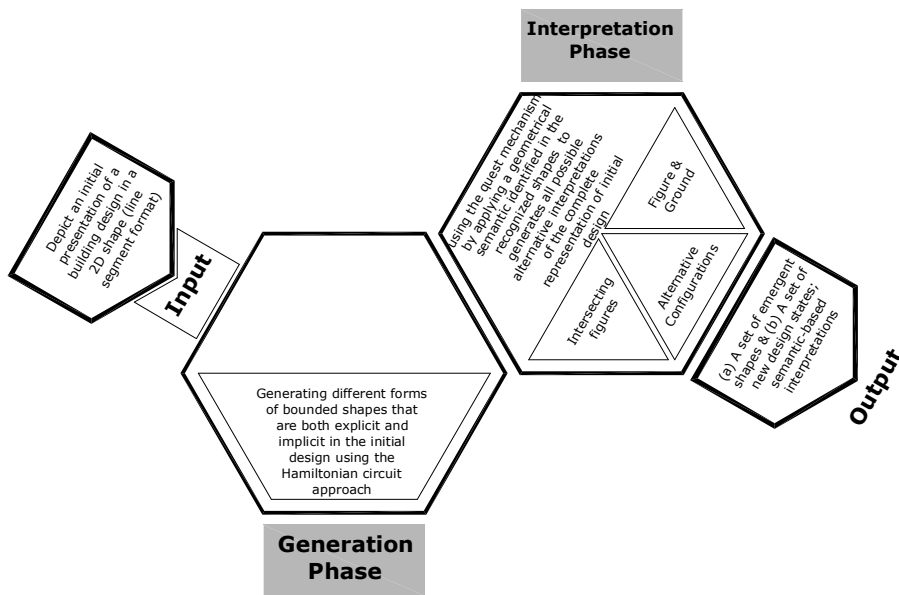 Depict an initial
presentation of a
building design in a
2D shape (line
segment format)
Input
Generating different forms
of bounded shapes that
are both explicit and
implicit in the initial
design using the
Hamiltonian circuit
approach
Generation
Phase
Interpretation
Phase
using the quest mechanism
by applying a geometrical
semantic identified in the
recognized shapes to
generates all possible
alternative interpretations
of the complete
representation of initial
design
Figure &
Ground
Alternative
Configurations
Intersecting
figures
(a) A set of emergent
shapes & (b) A set of
new design states;
semantic-based
interpretations
Output